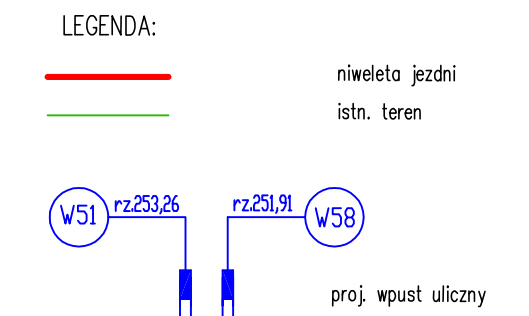 LEGENDA:
niweleta jezdni
istn. teren
W51 rz.253,26 rz.251,91 W58
proj. wpust uliczny